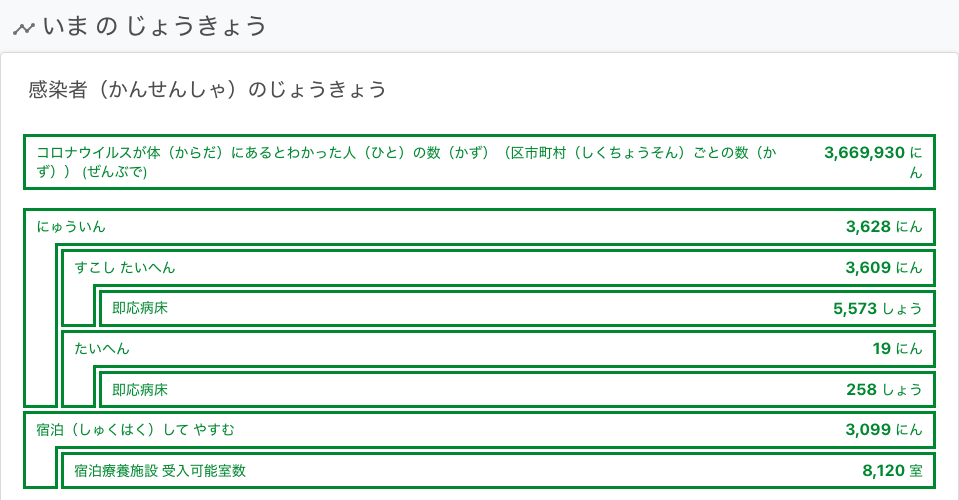 いま の じょうきょう
感染者（かんせんしゃ）のじょうきょう
コロナウイルスが体（からだ）にあるとわかった人（ひと）の数（かず）（区市町村（しくちょうそん）ごとの数（か
ず）） (ぜんぶで)
3,669,930 に
ん
にゅういん 3,628 にん
すこし たいへん 3,609 にん
即応病床 5,573 しょう
たいへん 19 にん
即応病床 258 しょう
宿泊（しゅくはく）して やすむ 3,099 にん
宿泊療養施設 受入可能室数 8,120 室